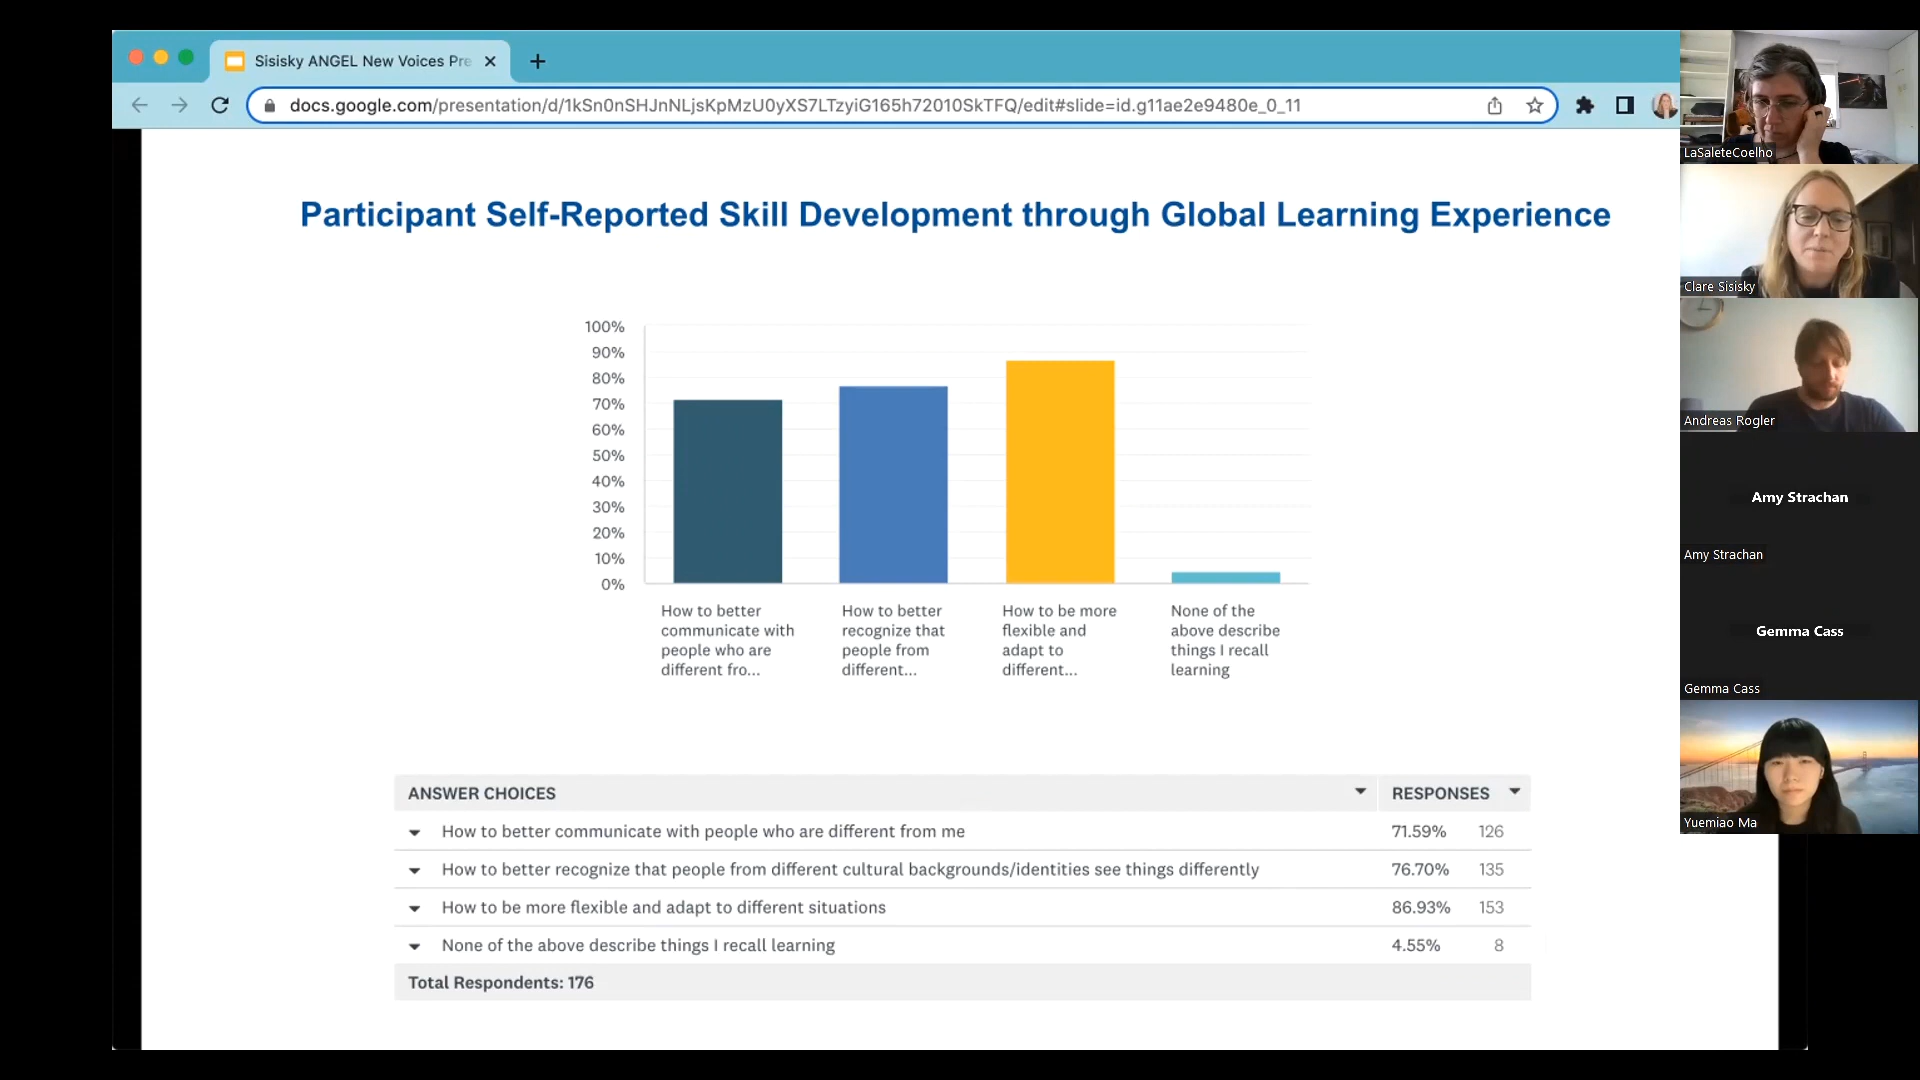 Sisisky ANGEL New Voices Pre
docs.google.com/presentation/d/1kSn0nSHJnNLjsKpMzU0yXS7LTzyiG165h72010SkTFQ/edit#slide=id.g11ae2e9480e_0_11
Participant Self-Reported Skill Development through Global Learning Experience
100%
90%
80%
70%
60%
50%
40%
30%
20%
10%
0%
How to better
communicate with
people who are
different fro...
How to better
recognize that
people from
different...
How to be more
flexible and
adapt to
different...
None of the
above describe
things I recall
learning
ANSWER CHOICES RESPONSES
How to better communicate with people who are different from me 71.59% 126
How to better recognize that people from different cultural backgrounds/identities see things differently 76.70% 135
How to be more flexible and adapt to different situations 86.93% 153
None of the above describe things I recall learning 4.55% 8
Total Respondents: 176
LaSaleteCoelho
Clare Sisisky
Andreas Rogler
Amy Strachan
Amy Strachan
Gemma Cass
Gemma Cass
Yuemiao Ma